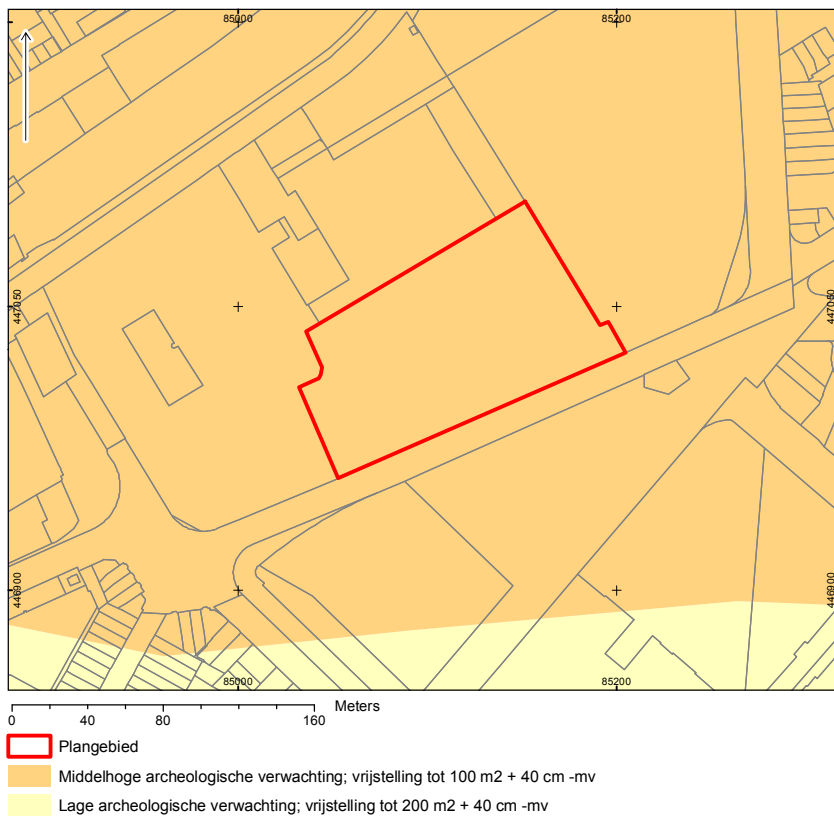 85000 85200
447050 447050
446900 446900
85000 85200
0 40 80 160 Meters
Plangebied
Middelhoge archeologische verwachting; vrijstelling tot 100 m2 + 40 cm -mv
Lage archeologische verwachting; vrijstelling tot 200 m2 + 40 cm -mv